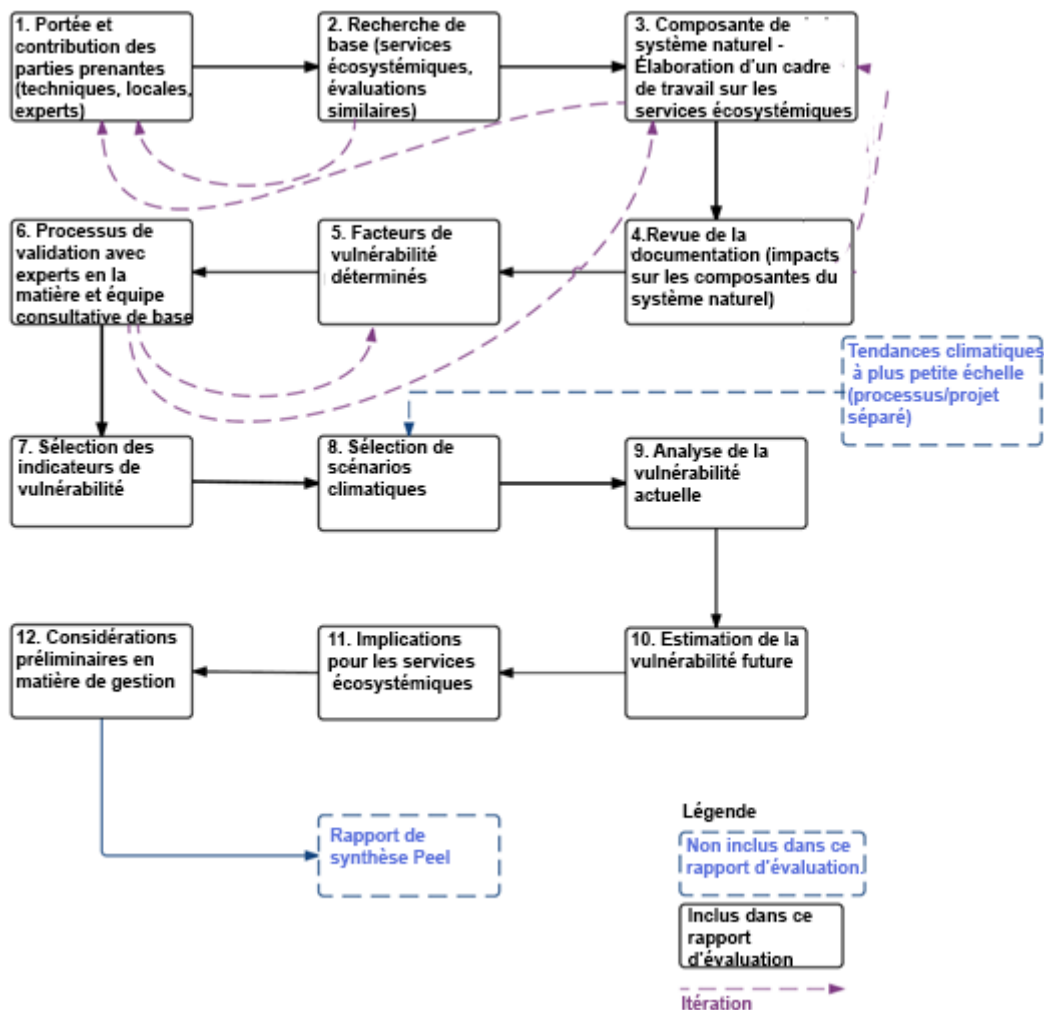 1. Portée et
contribution des
parties prenantes
(techniques, locales,
experts)
2. Recherche de
base (services
écosystémiques,
évaluations
similaires)
3. Composante de
système naturel -
Élaboration d'un cadre
de travail sur les
services écosystémiques
6. Processus de
validation avec
experts en la
matière et équipe
consultative de base
5. Facteurs de
vulnérabilité
déterminés
4.Revue de la
documentation (impacts
sur les composantes du
système naturel)
Tendances climatiques
à plus petite échelle
(processus/projet
séparé)
7. Sélection des
indicateurs de
vulnérabilité
8. Sélection de
scénarios
climatiques
9. Analyse de la
vulnérabilité
actuelle
12. Considérations
préliminaires en
matière de gestion
11. Implications
pour les services
écosystémiques
10. Estimation de la
vulnérabilité future
Rapport de
synthèse Peel
Légende
Non inclus dans ce
rapport d'évaluation
Inclus dans ce
rapport
d'évaluation
Itération